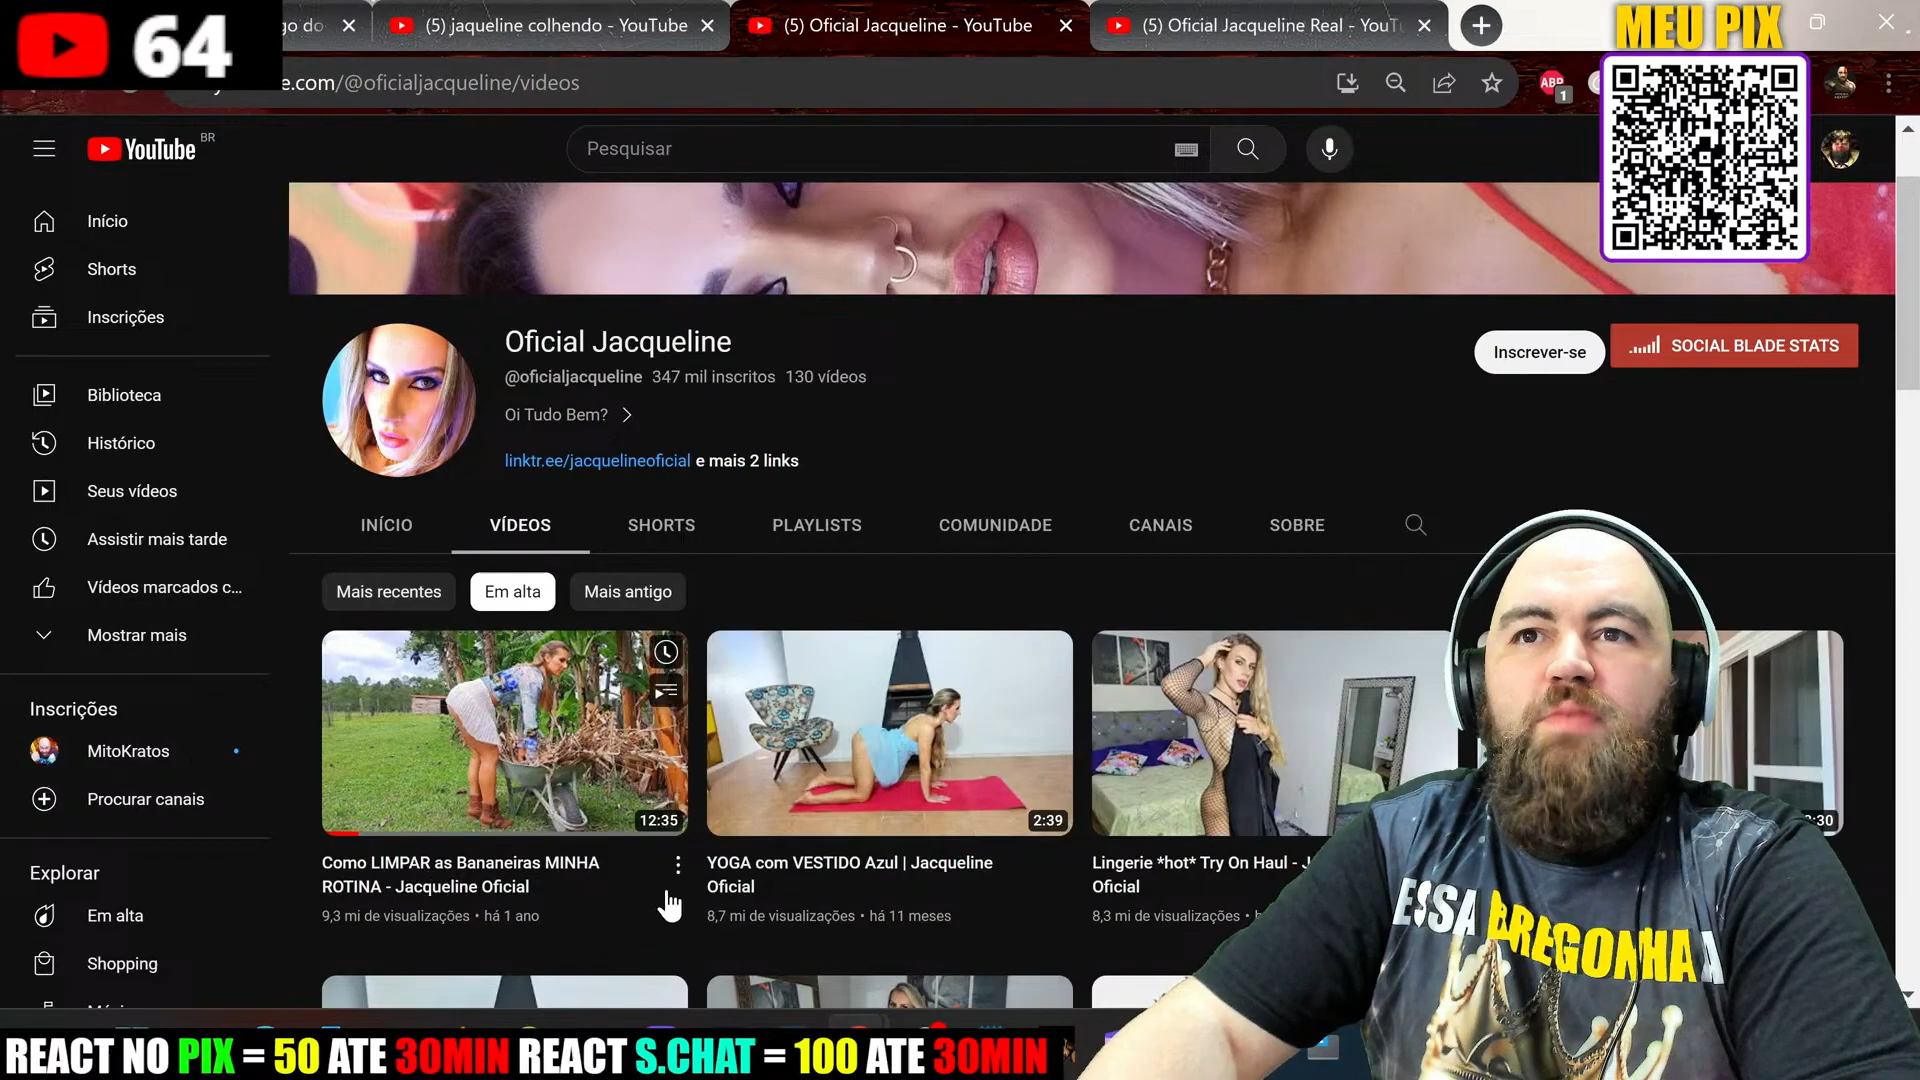 64
go do
(5) jaqueline colhendo - YouTube
(5) Oficial Jacqueline - YouTube
(5) Oficial Jacqueline Real - YouT
MEU PIX
e.com/@oficialjacqueline/videos
ABP
1
YouTube BR
Pesquisar
Início
Shorts
Inscrições
Biblioteca
Histórico
Seus vídeos
Assistir mais tarde
Vídeos marcados c...
Mostrar mais
Inscrições
MitoKratos
Procurar canais
Explorar
Em alta
Shopping
Oficial Jacqueline
@oficialjacqueline 347 mil inscritos 130 vídeos
Oi Tudo Bem?
linktr.ee/jacquelineoficial e mais 2 links
Inscrever-se
SOCIAL BLADE STATS
INÍCIO
VÍDEOS
SHORTS
PLAYLISTS
COMUNIDADE
CANAIS
SOBRE
Mais recentes
Em alta
Mais antigo
12:35
Como LIMPAR as Bananeiras MINHA
ROTINA - Jacqueline Oficial
9,3 mi de visualizações • há 1 ano
2:39
YOGA com VESTIDO Azul | Jacqueline
Oficial
8,7 mi de visualizações • há 11 meses
Lingerie *hot* Try On Haul - J
Oficial
8,3 mi de visualizações •
:30
ESSA BREGONHA
REACT NO PIX = 50 ATE 30MIN REACT S.CHAT = 100 ATE 30MIN